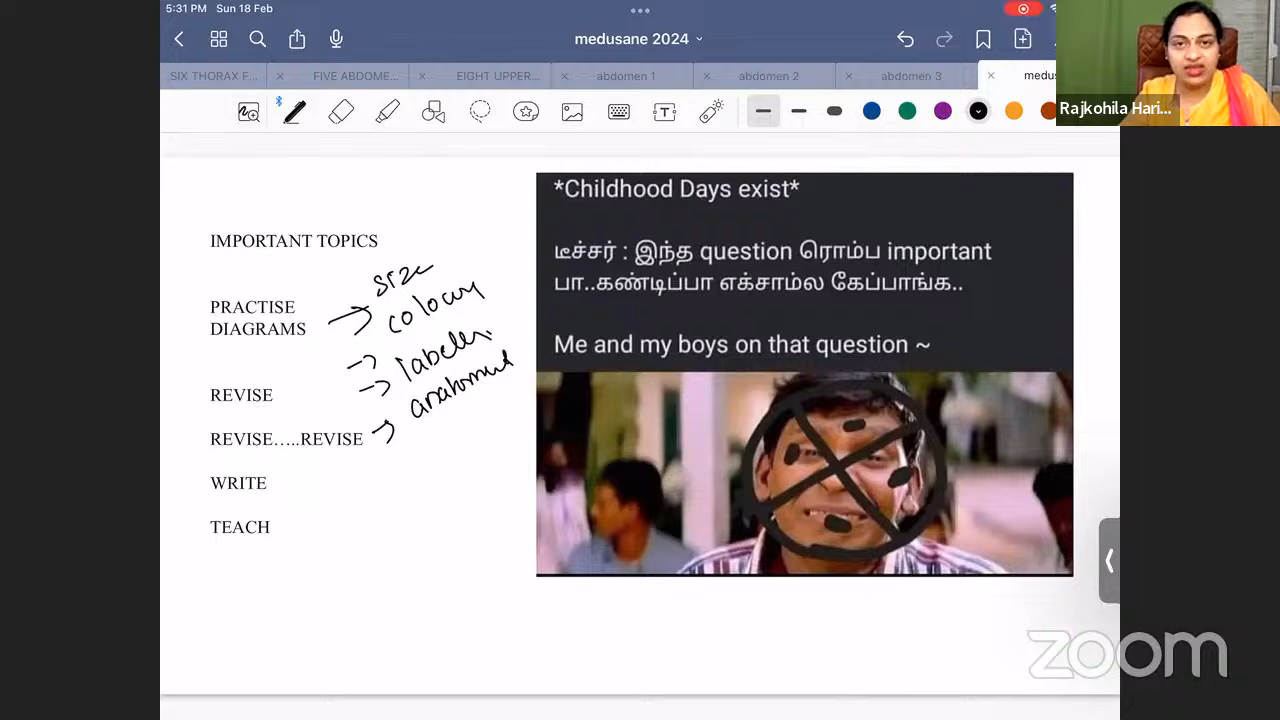 5:31 PM Sun 18 Feb
medusane 2024
SIX THORAX F...
FIVE ABDOME...
EIGHT UPPER...
abdomen 1
abdomen 2
abdomen 3
medu
Rajkohila Hari...
IMPORTANT TOPICS
PRACTISE
DIAGRAMS
size
colour
REVISE
REVISE.....REVISE
WRITE
TEACH
*Childhood Days exist*
டீச்சர் : இந்த question ரொம்ப important
பா..கண்டிப்பா எக்சாம்ல கேப்பாங்க..
Me and my boys on that question ~
zoom